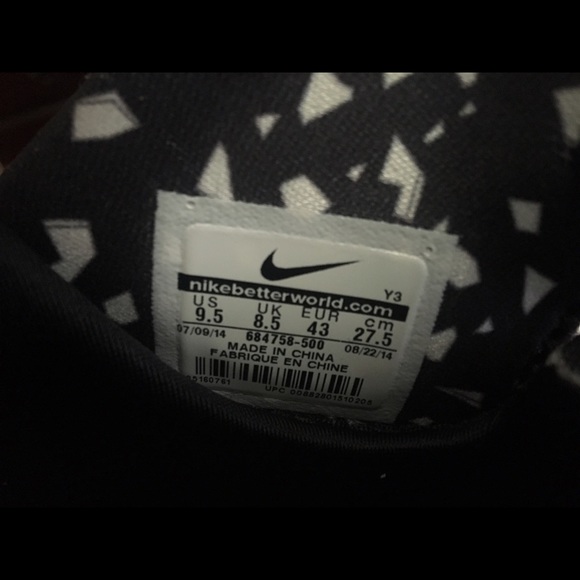 Y3
nikebetterworld.com
US UK EUR cm
9.5 8.5 43 27.5
07/09/14 684758-500 08/22/14
MADE IN CHINA
FABRIQUE EN CHINE
UPC